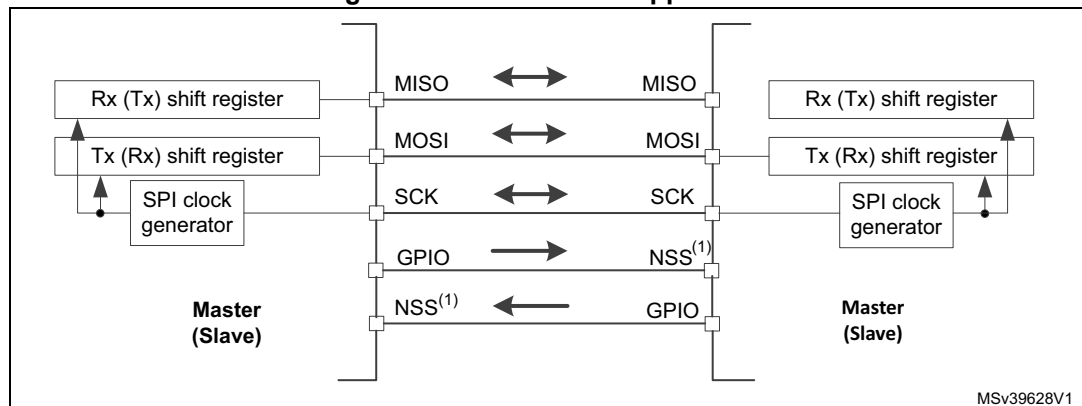 Rx (Tx) shift register
Tx (Rx) shift register
SPI clock
generator
Master
(Slave)
MISO
MOSI
SCK
GPIO
NSS(1)
MISO
MOSI
SCK
NSS(1)
GPIO
Rx (Tx) shift register
Tx (Rx) shift register
SPI clock
generator
Master
(Slave)
MSv39628V1